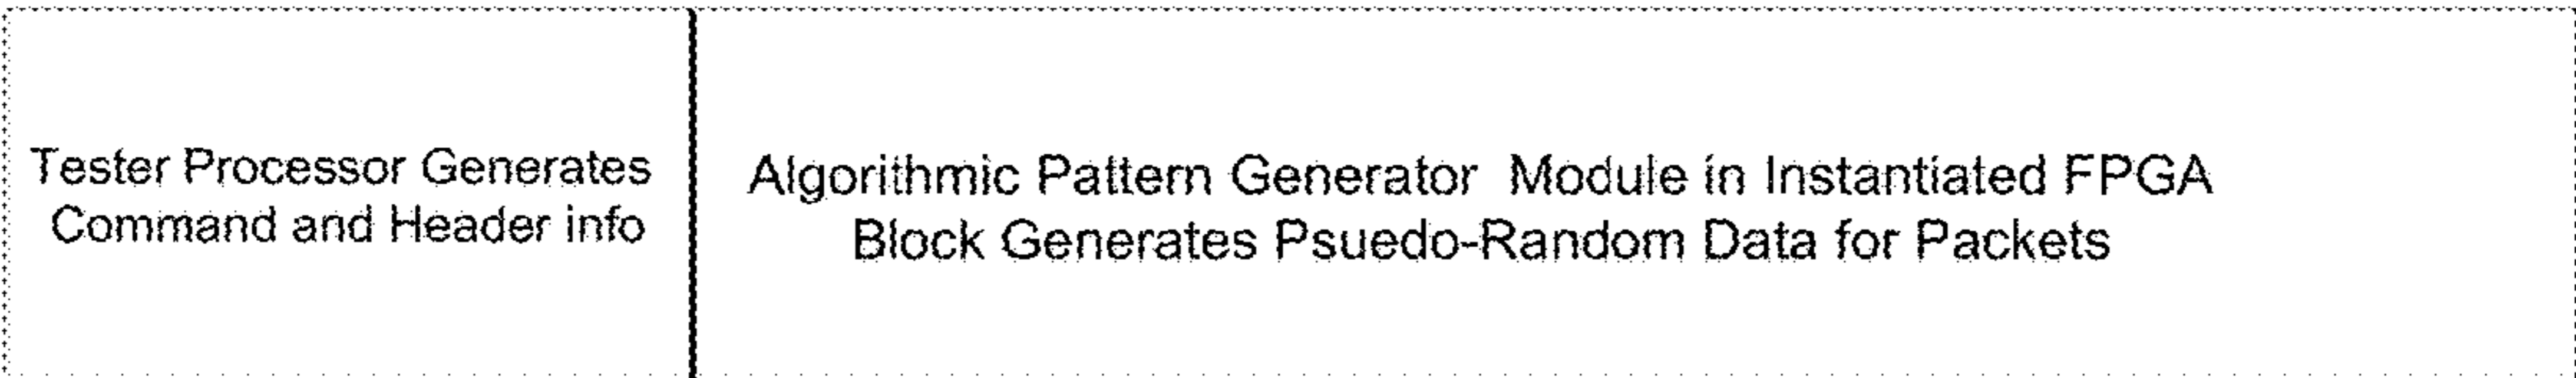 Tester Processor Generates
Command and Header info
Algorithmic Pattern Generator Module in Instantiated FPGA
Block Generates Psuedo-Random Data for Packets